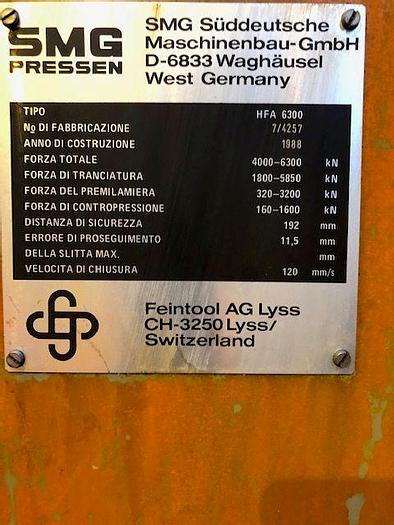 SMG
PRESSEN
SMG Süddeutsche
Maschinenbau-GmbH
D-6833 Waghäusel
West Germany
TIPO HFA 6300
No DI FABBRICAZIONE 7/4257
ANNO DI COSTRUZIONE 1988
FORZA TOTALE 4000-6300 kN
FORZA DI TRANCIATURA 1800-5850 kN
FORZA DEL PREMILAMIERA 320-3200 kN
FORZA DI CONTROPRESSIONE 160-1600 kN
DISTANZA DI SICUREZZA 192 mm
ERRORE DI PROSEGUIMENTO 11,5 mm
DELLA SLITTA MAX. mm
VELOCITA DI CHIUSURA 120 mm/s
Feintool AG Lyss
CH-3250 Lyss/
Switzerland